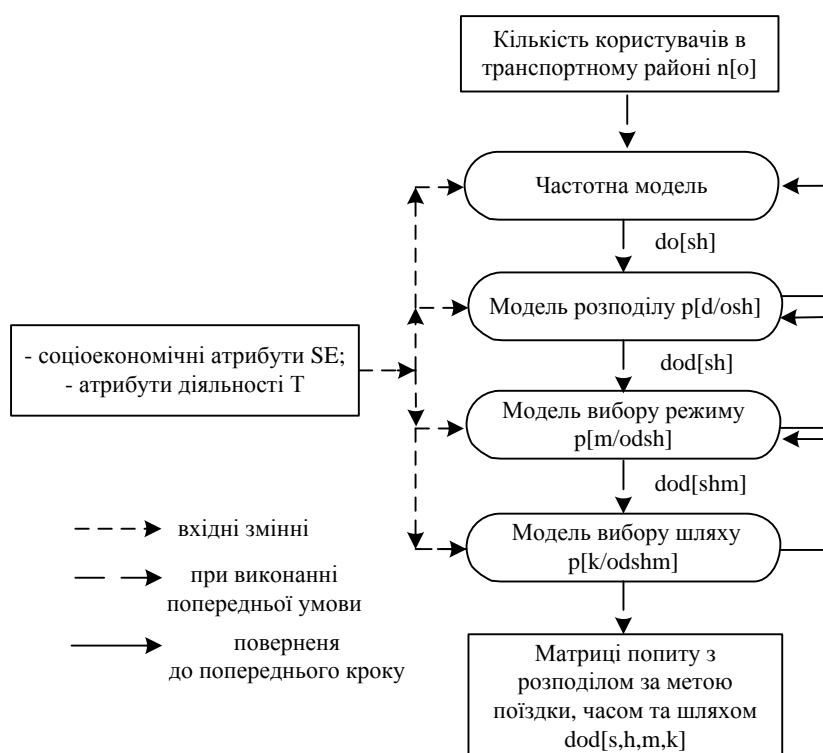 Кількість користувачів в
транспортному районі n[o]
Частотна модель
do[sh]
Модель розподілу p[d/osh]
- соціоекономічні атрибути SE;
- атрибути діяльності T
dod[sh]
Модель вибору режиму
p[m/odsh]
dod[shm]
Модель вибору шляху
p[k/odshm]
вхідні змінні
при виконанні
попередньої умови
поверненя
до попереднього кроку
Матриці попиту з
розподілом за метою
поїздки, часом та шляхом
dod[s,h,m,k]